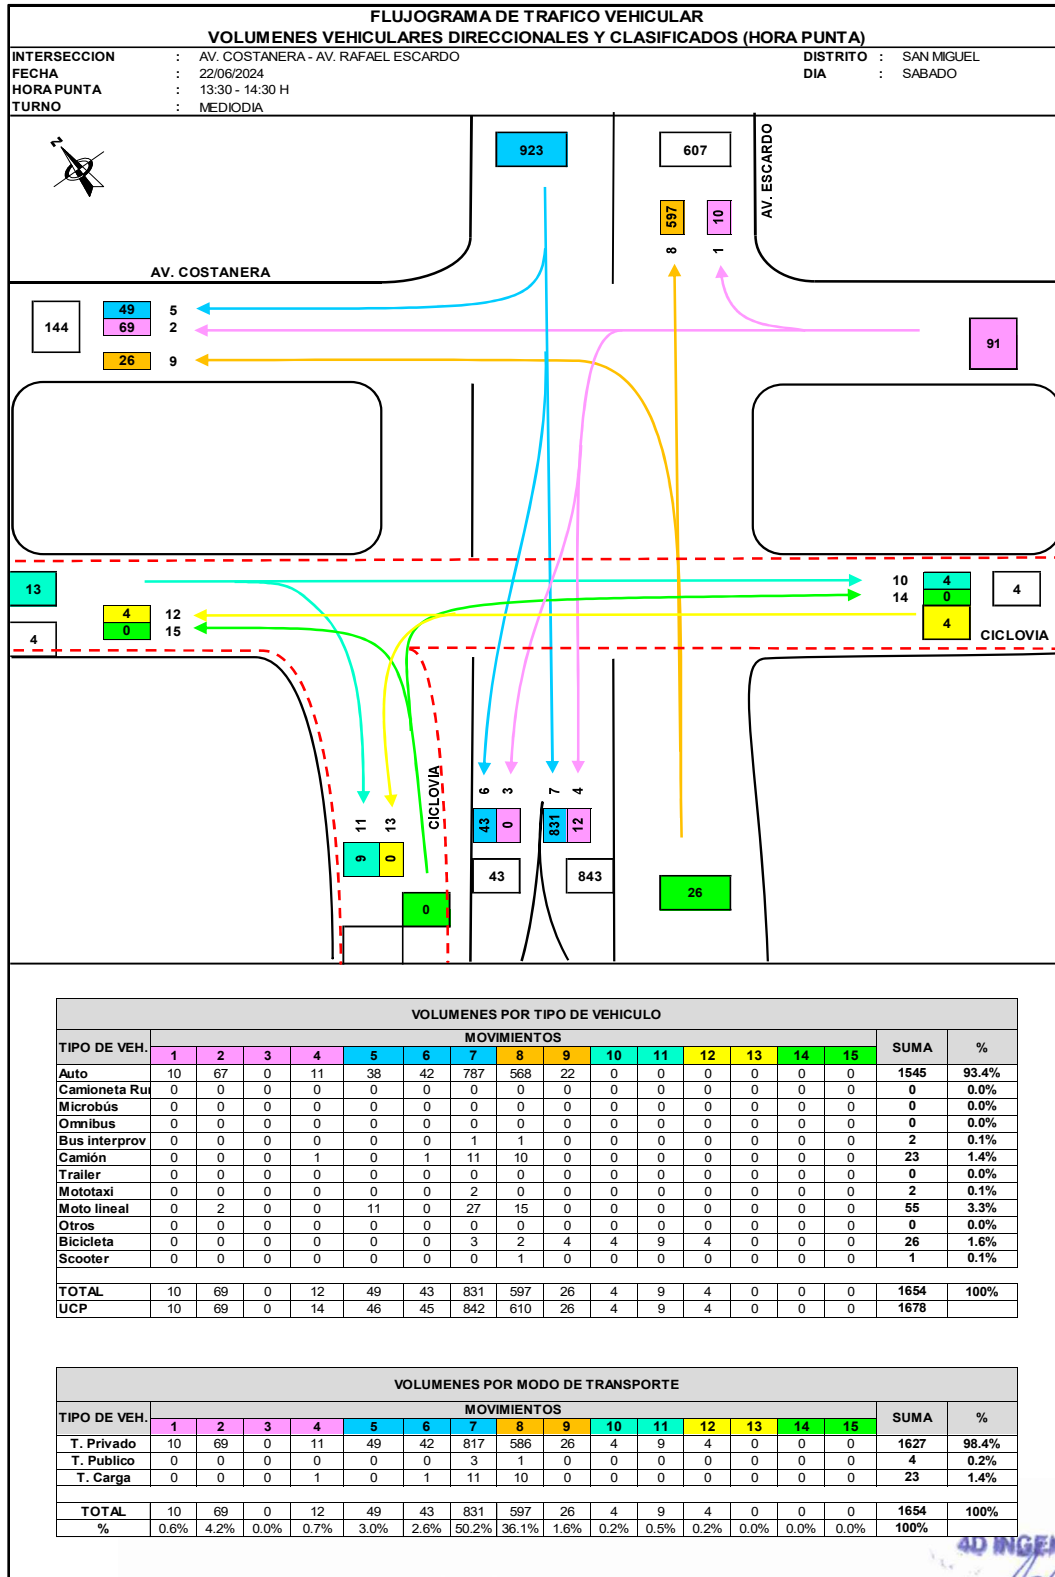 FLUJOGRAMA DE TRAFICO VEHICULAR
VOLUMENES VEHICULARES DIRECCIONALES Y CLASIFICADOS (HORA PUNTA)
INTERSECCION : AV. COSTANERA - AV. RAFAEL ESCARDO DISTRITO : SAN MIGUEL
FECHA : 22/06/2024 DIA : SABADO
HORA PUNTA : 13:30 - 14:30 H
TURNO : MEDIODIA
N
923 607
AV. ESCARDO
597 10
8 1
AV. COSTANERA
144 49 5
69 2
26 9
91
13
4 12
0 15
4
10 4
14 0
4
4
CICLOVIA
CICLOVIA
11 13
9 0
0
6 3 7 4
43 0 831 12
43 843
26
VOLUMENES POR TIPO DE VEHICULO
TIPO DE VEH. MOVIMIENTOS SUMA %
1 2 3 4 5 6 7 8 9 10 11 12 13 14 15
Auto 10 67 0 11 38 42 787 568 22 0 0 0 0 0 0 1545 93.4%
Camioneta Rur 0 0 0 0 0 0 0 0 0 0 0 0 0 0 0 0 0.0%
Microbús 0 0 0 0 0 0 0 0 0 0 0 0 0 0 0 0 0.0%
Omnibus 0 0 0 0 0 0 0 0 0 0 0 0 0 0 0 0 0.0%
Bus interprov 0 0 0 0 0 0 1 1 0 0 0 0 0 0 0 2 0.1%
Camión 0 0 0 1 0 1 11 10 0 0 0 0 0 0 0 23 1.4%
Trailer 0 0 0 0 0 0 0 0 0 0 0 0 0 0 0 0 0.0%
Mototaxi 0 0 0 0 0 0 2 0 0 0 0 0 0 0 0 2 0.1%
Moto lineal 0 2 0 0 11 0 27 15 0 0 0 0 0 0 0 55 3.3%
Otros 0 0 0 0 0 0 0 0 0 0 0 0 0 0 0 0 0.0%
Bicicleta 0 0 0 0 0 0 3 2 4 4 9 4 0 0 0 26 1.6%
Scooter 0 0 0 0 0 0 0 1 0 0 0 0 0 0 0 1 0.1%
TOTAL 10 69 0 12 49 43 831 597 26 4 9 4 0 0 0 1654 100%
UCP 10 69 0 14 46 45 842 610 26 4 9 4 0 0 0 1678
VOLUMENES POR MODO DE TRANSPORTE
TIPO DE VEH. MOVIMIENTOS SUMA %
1 2 3 4 5 6 7 8 9 10 11 12 13 14 15
T. Privado 10 69 0 11 49 42 817 586 26 4 9 4 0 0 0 1627 98.4%
T. Publico 0 0 0 0 0 0 3 1 0 0 0 0 0 0 0 4 0.2%
T. Carga 0 0 0 1 0 1 11 10 0 0 0 0 0 0 0 23 1.4%
TOTAL 10 69 0 12 49 43 831 597 26 4 9 4 0 0 0 1654 100%
% 0.6% 4.2% 0.0% 0.7% 3.0% 2.6% 50.2% 36.1% 1.6% 0.2% 0.5% 0.2% 0.0% 0.0% 0.0% 100%
4D